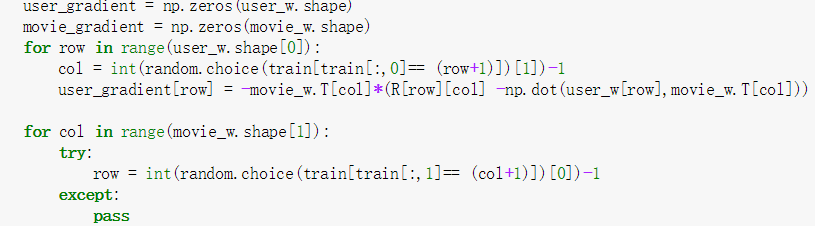 user_gradient = np.zeros(user_w.shape)
movie_gradient = np.zeros(movie_w.shape)
for row in range(user_w.shape[0]):
    col = int(random.choice(train[train[:,0]== (row+1)])[1])-1
    user_gradient[row] = -movie_w.T[col]*(R[row][col] -np.dot(user_w[row],movie_w.T[col]))

for col in range(movie_w.shape[1]):
    try:
        row = int(random.choice(train[train[:,1]== (col+1)])[0])-1
    except:
        pass